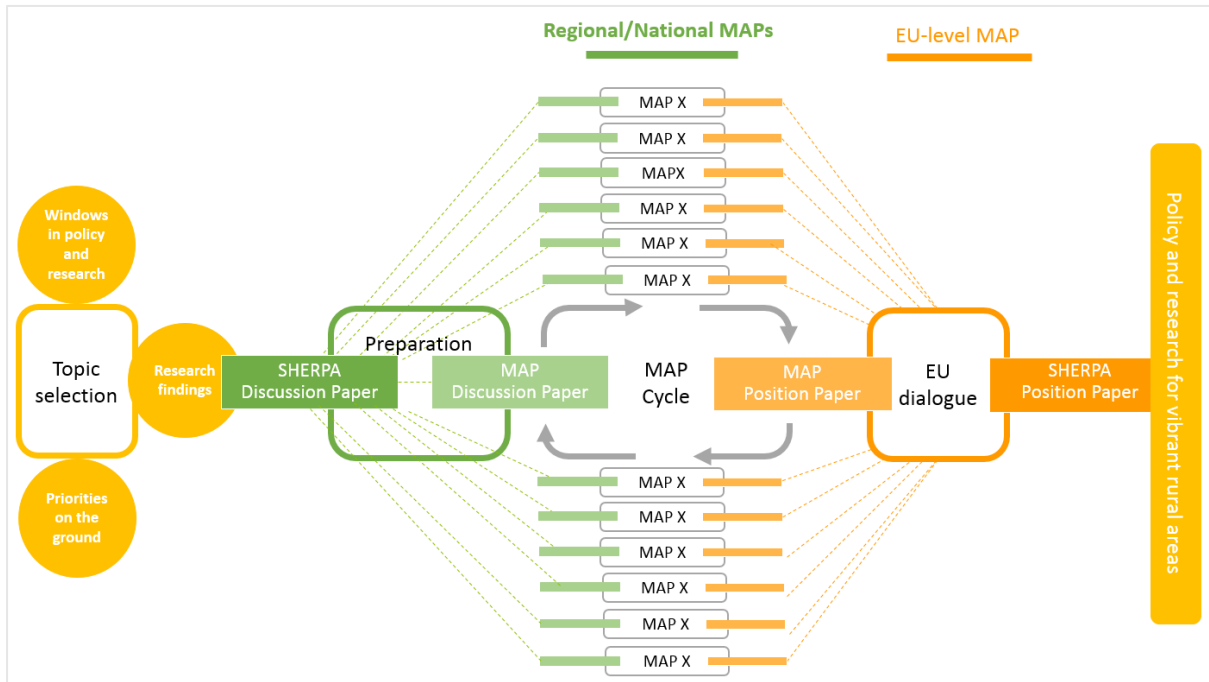 Regional/National MAPs
EU-level MAP
MAP X
MAP X
MAPX
MAP X
MAP X
MAP X
Windows
in policy
and
research
Topic
selection
Research
findings
Priorities
on the
ground
SHERPA
Discussion Paper
Preparation
MAP
Discussion Paper
MAP
Cycle
MAP
Position Paper
EU
dialogue
SHERPA
Position Paper
Policy and research for vibrant rural areas
MAP X
MAP X
MAP X
MAP X
MAP X
MAP X